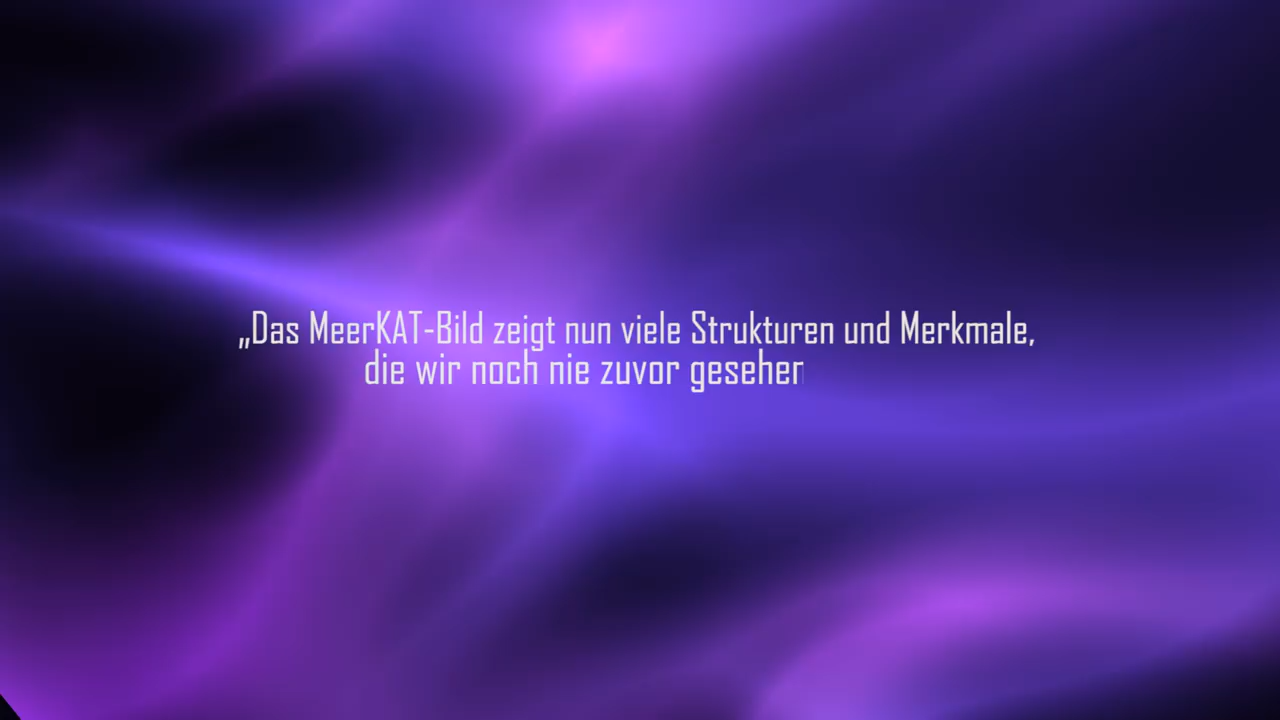 „Das MeerKAT-Bild zeigt nun viele Strukturen und Merkmale,
die wir noch nie zuvor gesehen